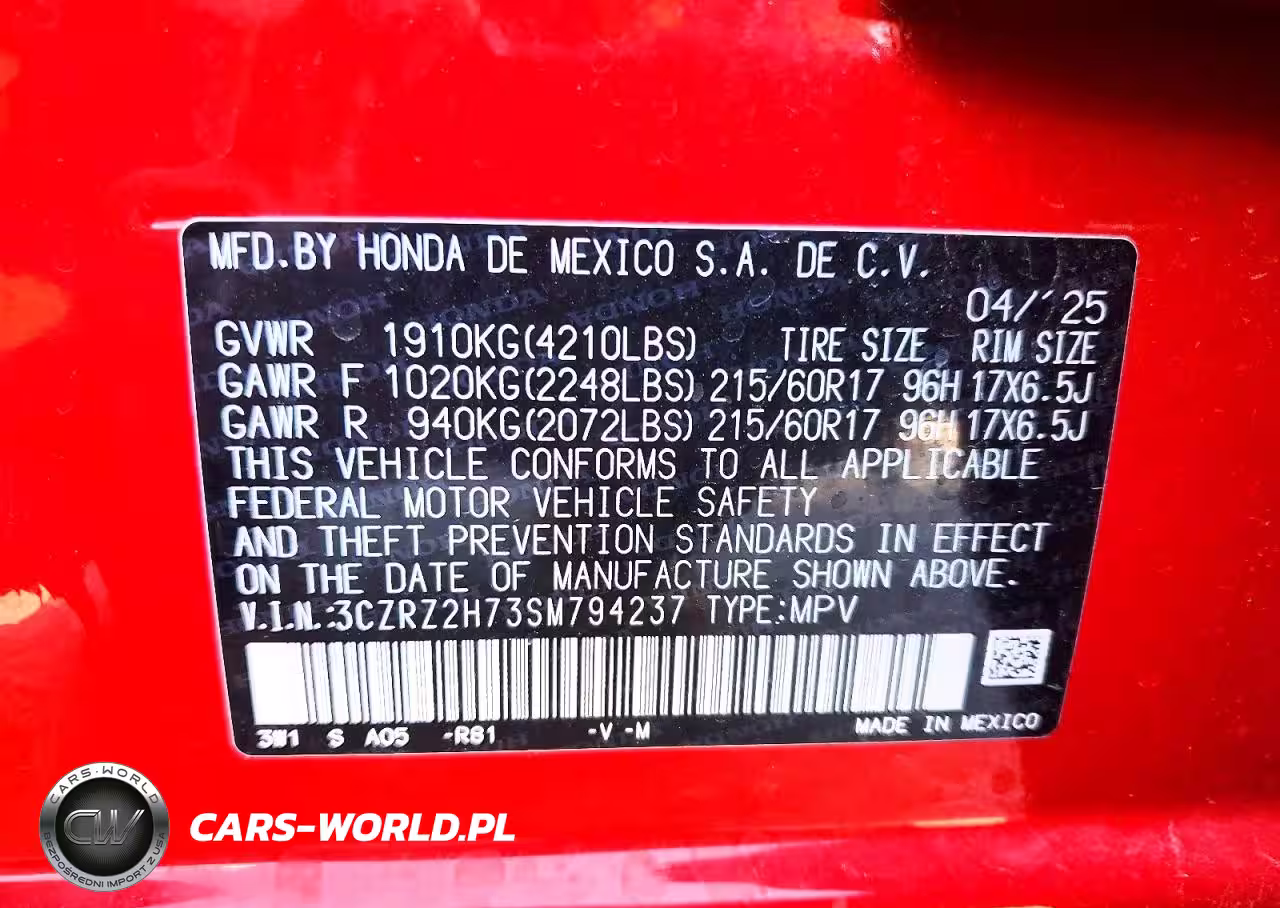 MFD.BY HONDA DE MEXICO S.A. DE C.V.
04/'25
GVWR 1910KG(4210LBS) TIRE SIZE RIM SIZE
GAWR F 1020KG(2248LBS) 215/60R17 96H 17X6.5J
GAWR R 940KG(2072LBS) 215/60R17 96H 17X6.5J
THIS VEHICLE CONFORMS TO ALL APPLICABLE
FEDERAL MOTOR VEHICLE SAFETY
AND THEFT PREVENTION STANDARDS IN EFFECT
ON THE DATE OF MANUFACTURE SHOWN ABOVE.
V.I.N.:3CZRZ2H73SM794237 TYPE:MPV
3W1 S A05 -R81 -V -M MADE IN MEXICO
CARS-WORLD
CW
BEZPOŚREDNI IMPORT Z USA
CARS-WORLD.PL